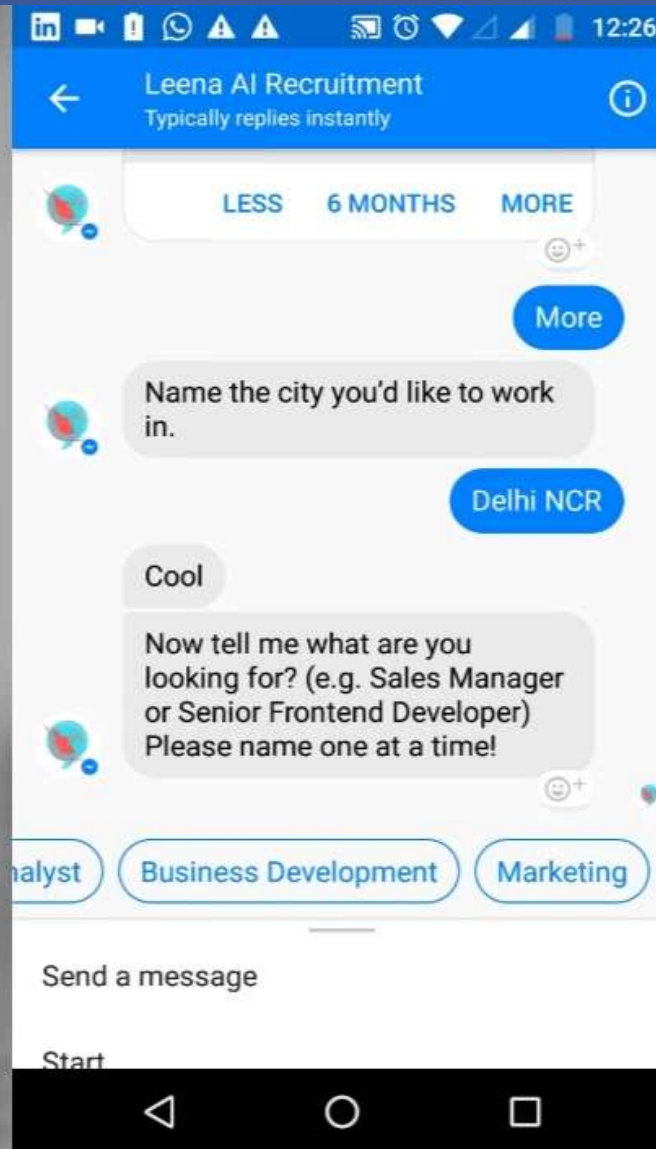 12:26
Leena AI Recruitment
Typically replies instantly
LESS 6 MONTHS MORE
More
Name the city you'd like to work
in.
Delhi NCR
Cool
Now tell me what are you
looking for? (e.g. Sales Manager
or Senior Frontend Developer)
Please name one at a time!
Business Development Marketing
Send a message
Start